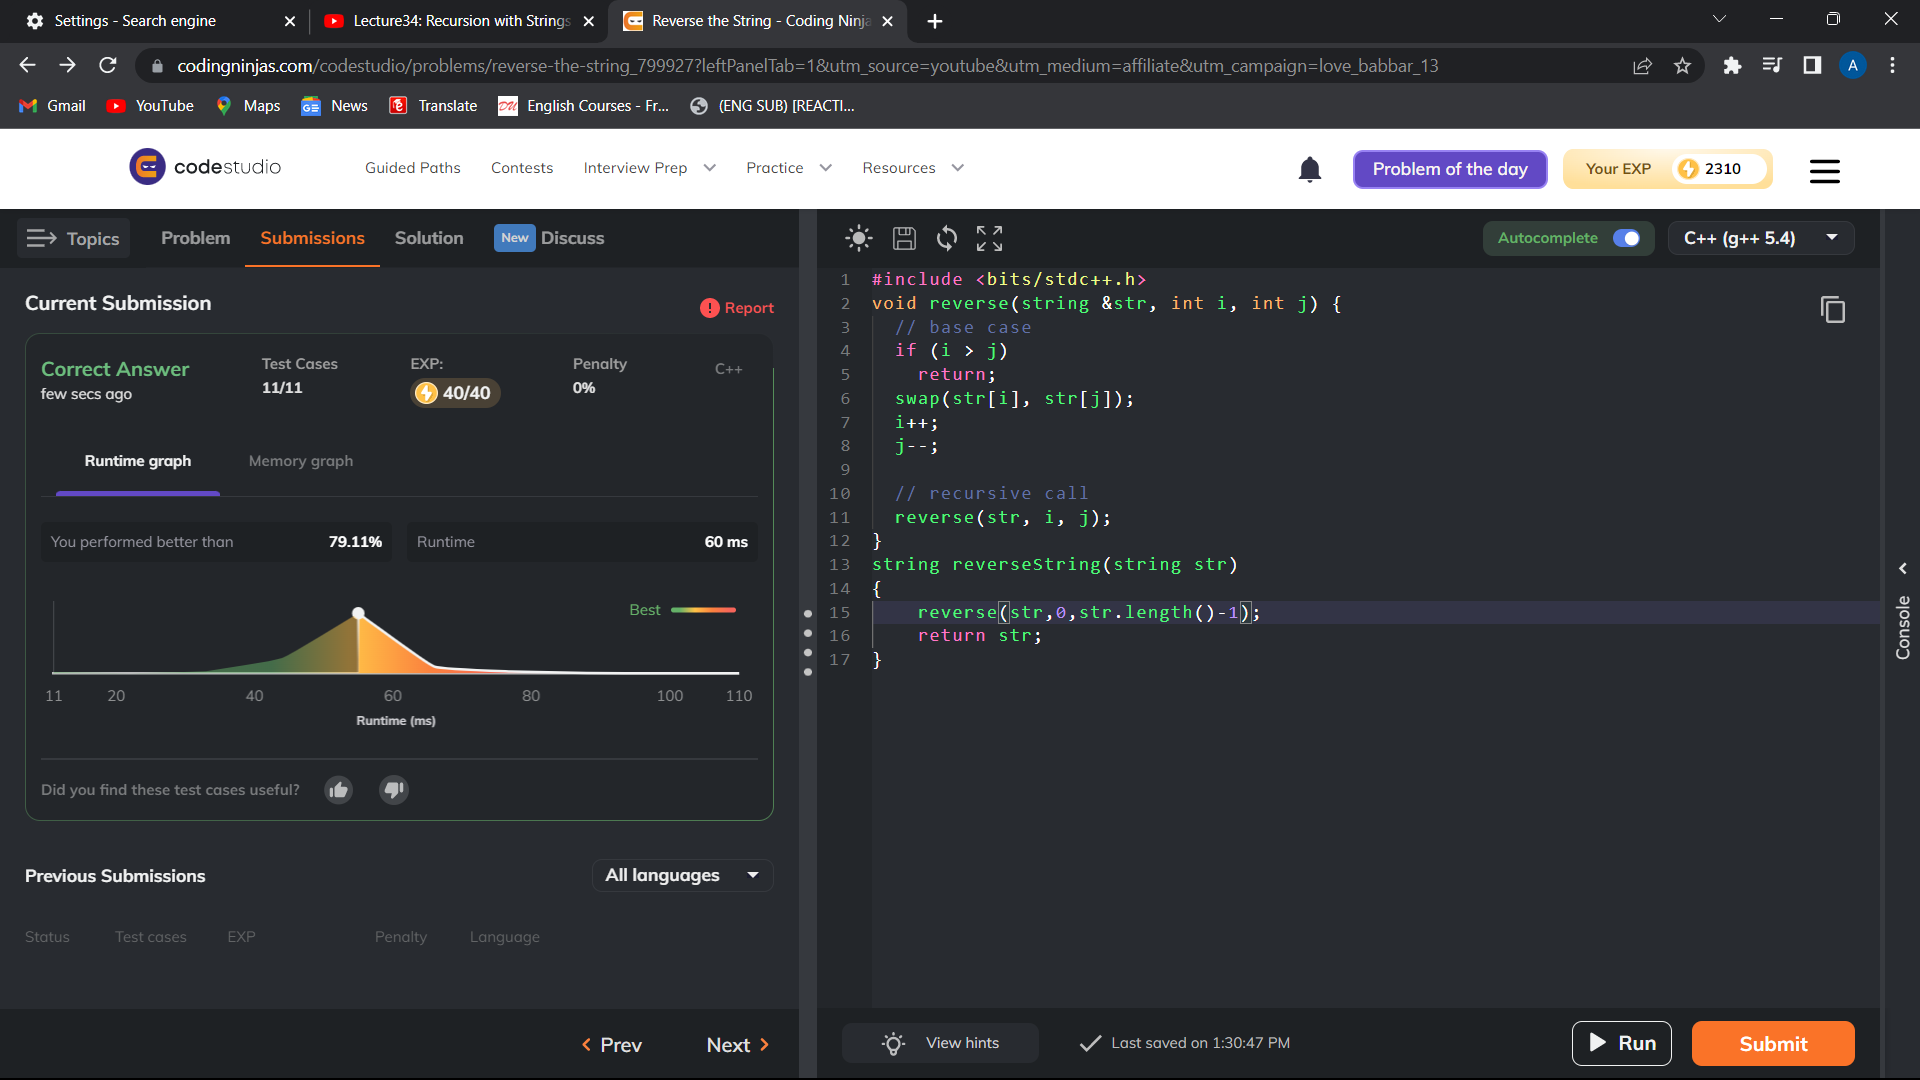 Settings - Search engine
Lecture34: Recursion with Strings
Reverse the String - Coding Ninja
codingninjas.com/codestudio/problems/reverse-the-string_799927?leftPanelTab=1&utm_source=youtube&utm_medium=affiliate&utm_campaign=love_babbar_13
A
Gmail
YouTube
Maps
News
Translate
English Courses - Fr...
(ENG SUB) [REACTI...
codestudio
Guided Paths
Contests
Interview Prep
Practice
Resources
Problem of the day
Your EXP
2310
Topics
Problem
Submissions
Solution
New
Discuss
Current Submission
Report
Correct Answer
few secs ago
Test Cases
11/11
EXP:
40/40
Penalty
0%
C++
Runtime graph
Memory graph
You performed better than
79.11%
Runtime
60 ms
Best
11
20
40
60
80
100
110
Runtime (ms)
Did you find these test cases useful?
Previous Submissions
All languages
Status
Test cases
EXP
Penalty
Language
Prev
Next
Autocomplete
C++ (g++ 5.4)
1 #include <bits/stdc++.h>
2 void reverse(string &str, int i, int j) {
3 // base case
4 if (i > j)
5 return;
6 swap(str[i], str[j]);
7 i++;
8 j--;
9
10 // recursive call
11 reverse(str, i, j);
12 }
13 string reverseString(string str)
14 {
15 reverse(str,0,str.length()-1);
16 return str;
17 }
Console
View hints
Last saved on 1:30:47 PM
Run
Submit